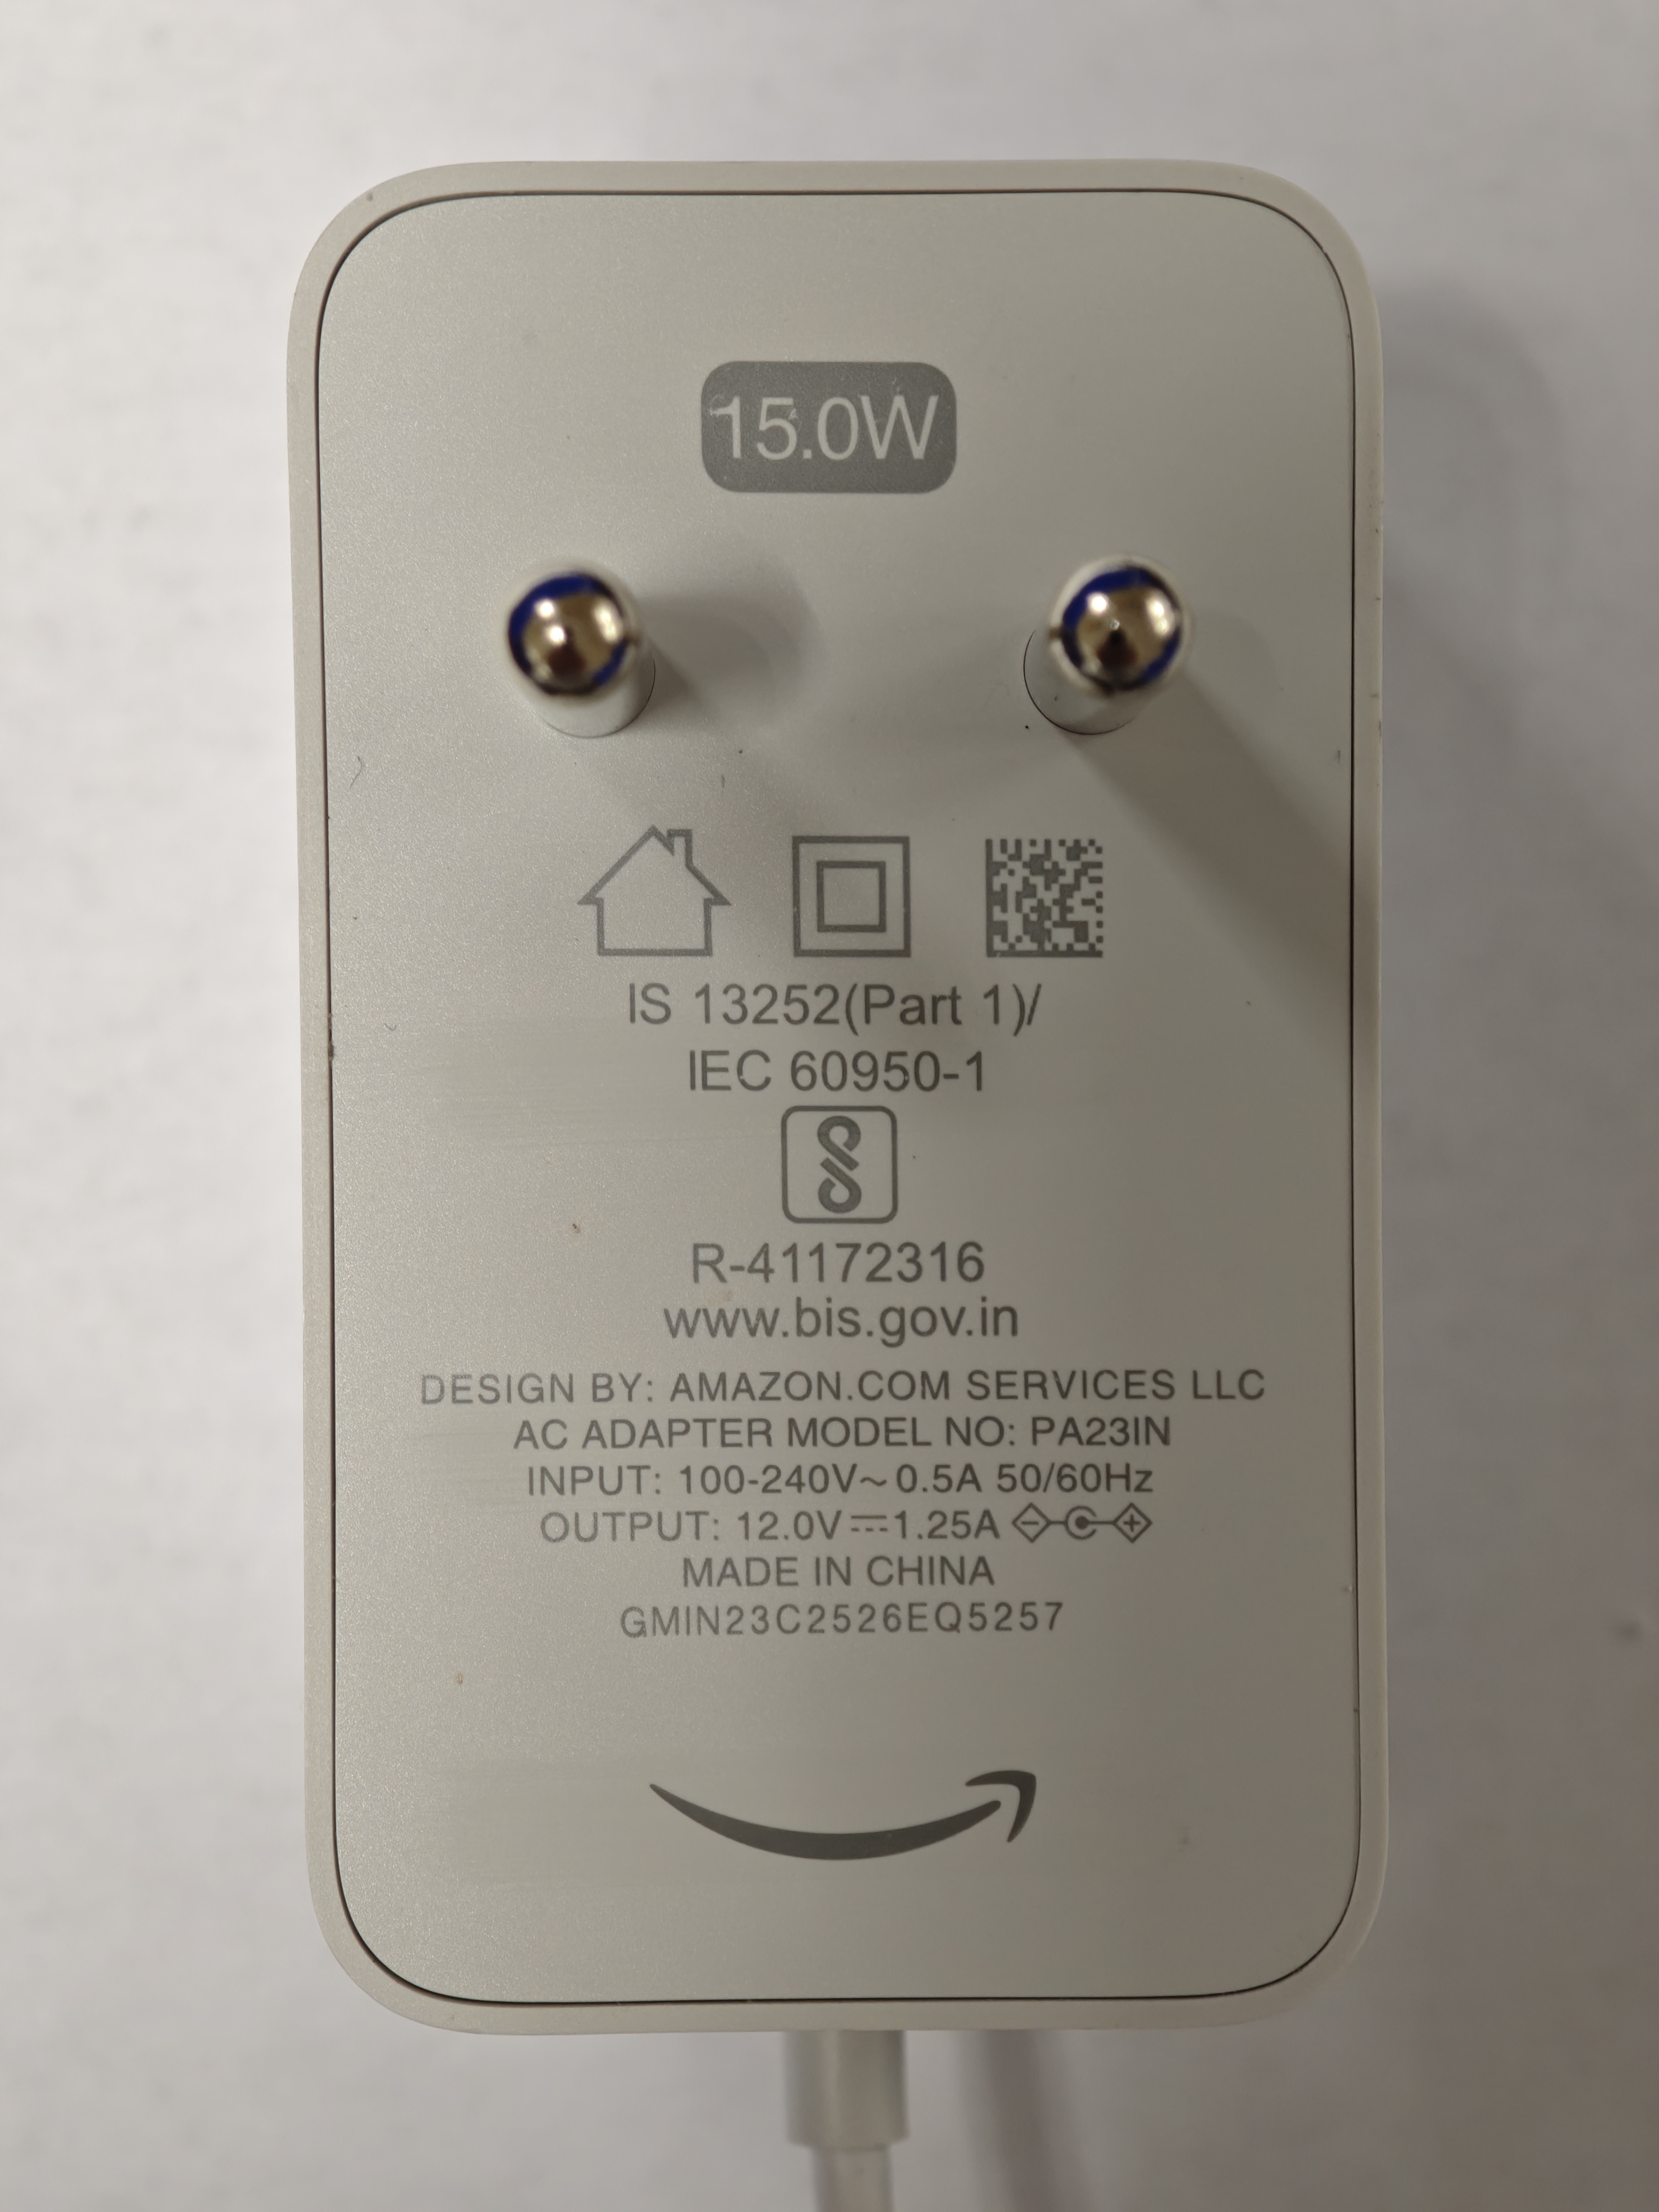 15.0W
IS 13252(Part 1)/
IEC 60950-1
R-41172316
www.bis.gov.in
DESIGN BY: AMAZON.COM SERVICES LLC
AC ADAPTER MODEL NO: PA23IN
INPUT: 100-240V~ 0.5A 50/60Hz
OUTPUT: 12.0V⎓1.25A
MADE IN CHINA
GMIN23C2526EQ5257